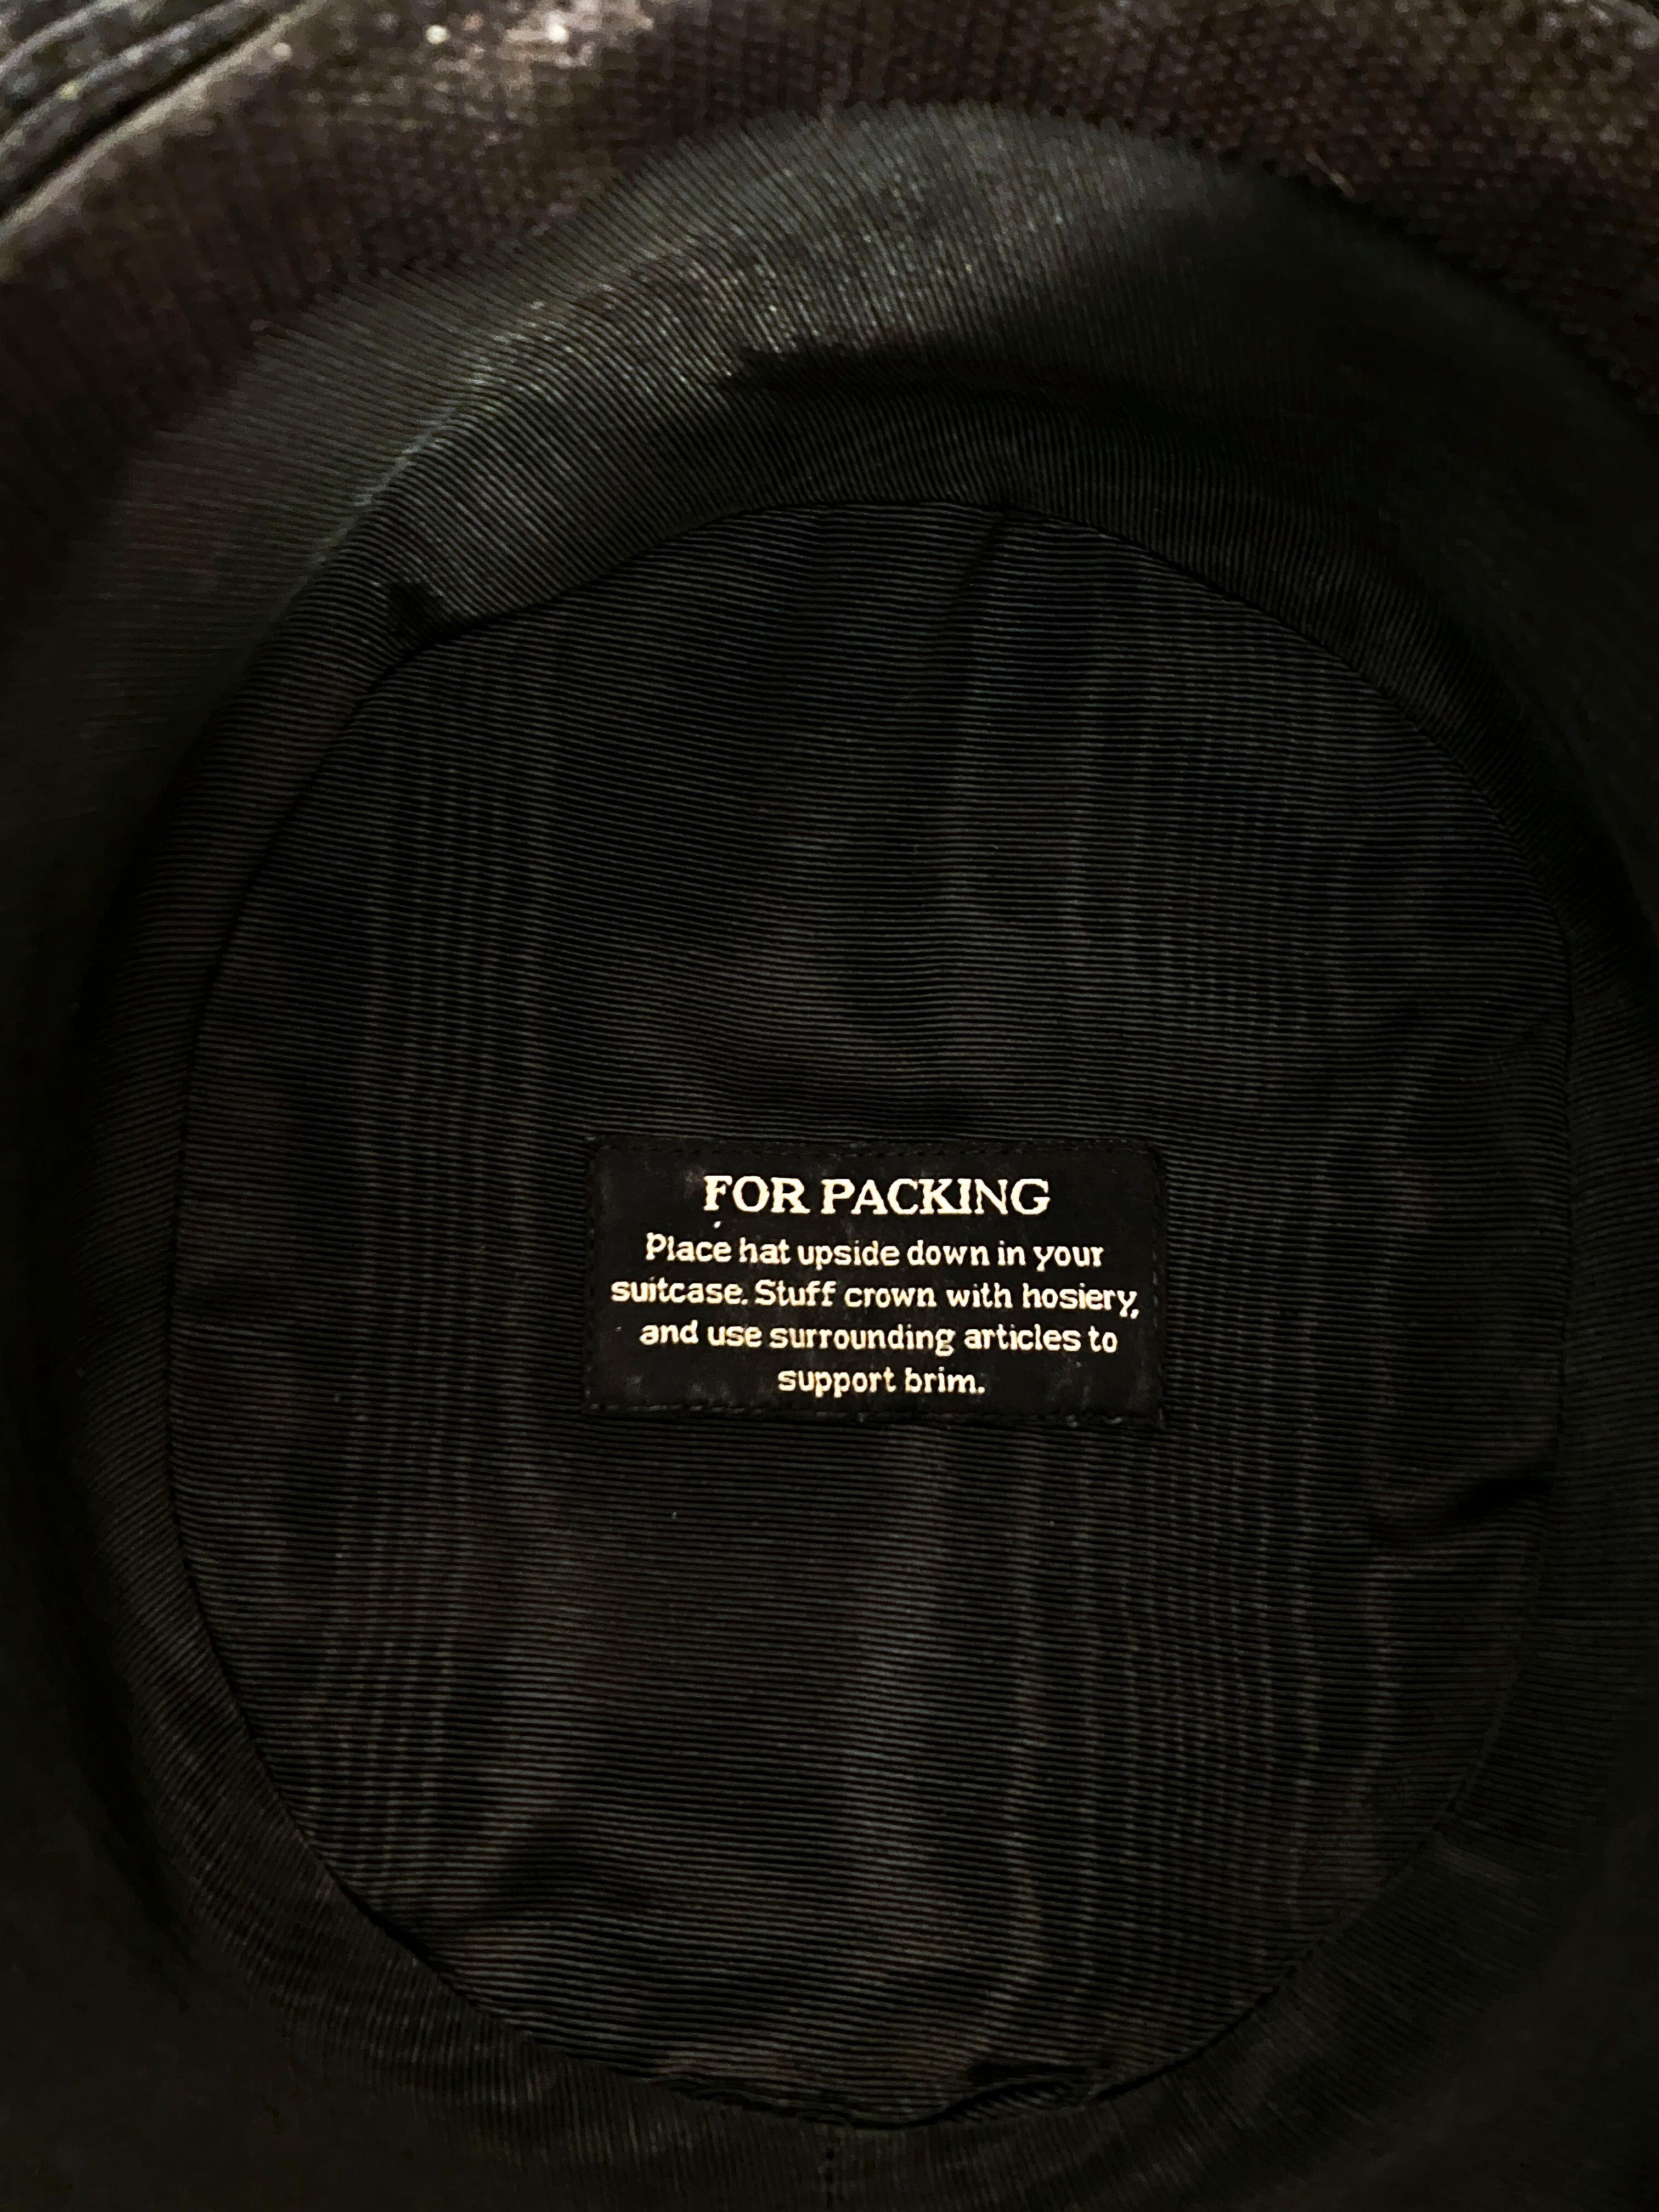 FOR PACKING
Place hat upside down in your
suitcase. Stuff crown with hosiery,
and use surrounding articles to
support brim.